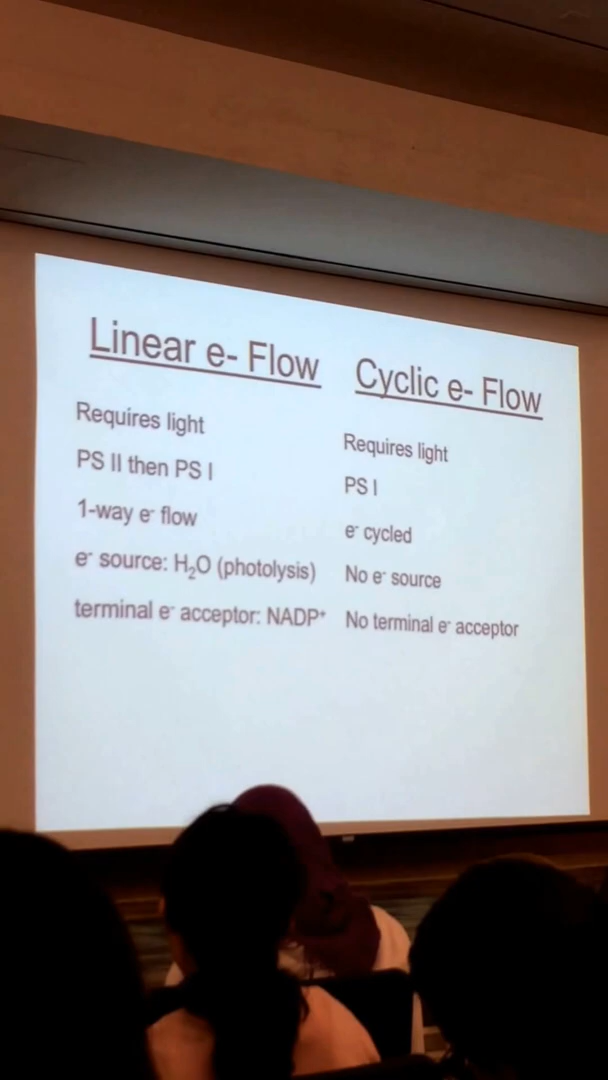 Linear e- Flow
Requires light
PS II then PS I
1-way e⁻ flow
e⁻ source: H₂O (photolysis)
terminal e⁻ acceptor: NADP⁺
Cyclic e- Flow
Requires light
PS I
e⁻ cycled
No e⁻ source
No terminal e⁻ acceptor